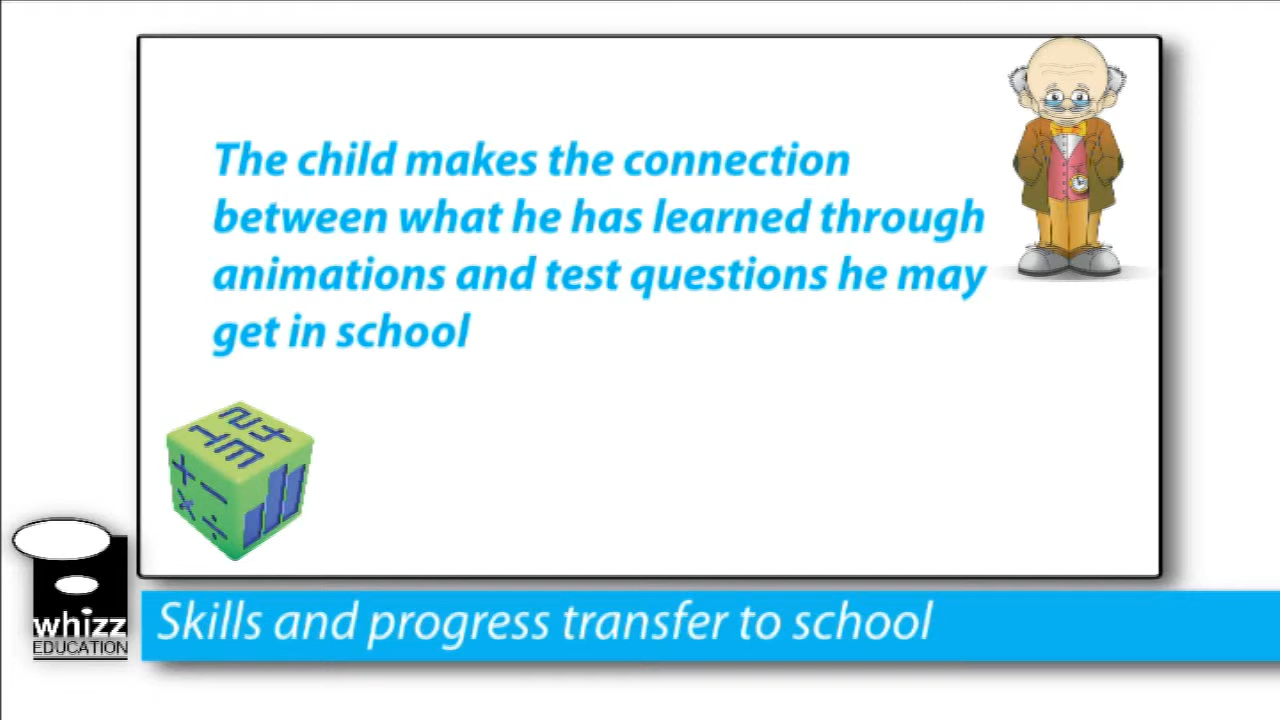 The child makes the connection
between what he has learned through
animations and test questions he may
get in school
whizz
EDUCATION
Skills and progress transfer to school